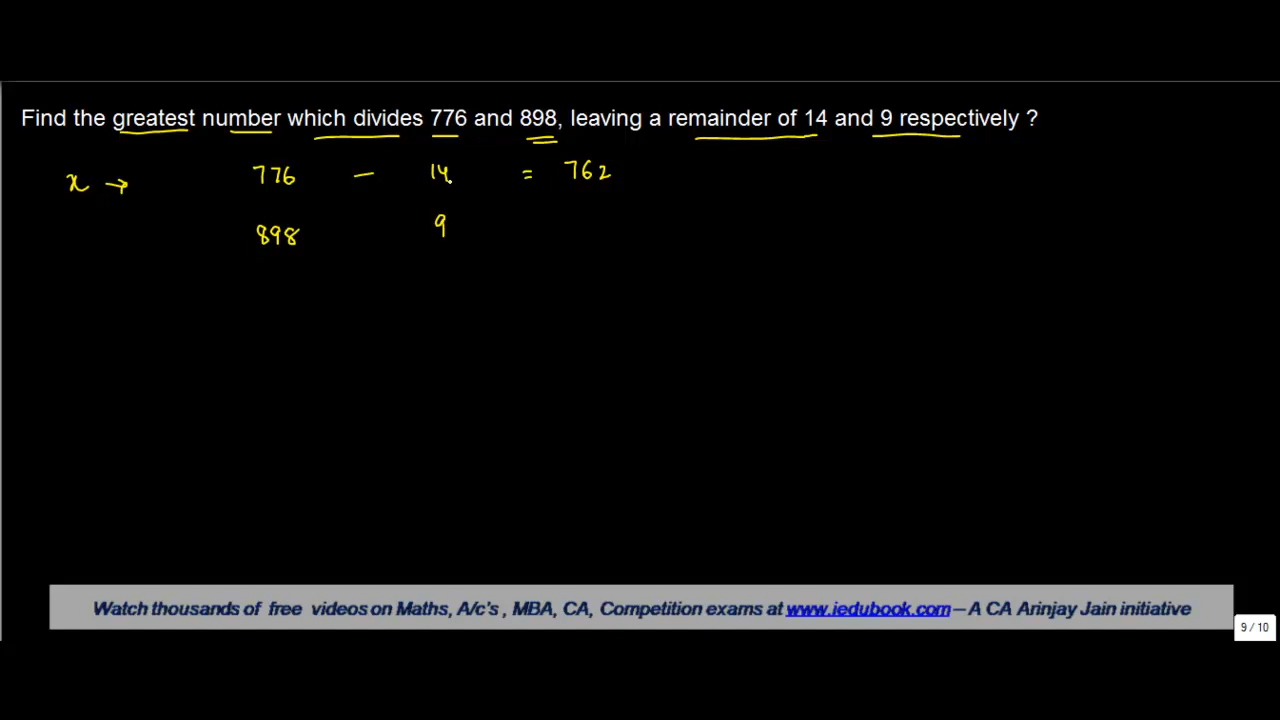 Find the greatest number which divides 776 and 898, leaving a remainder of 14 and 9 respectively ?
x → 776 – 14 = 762
898 9
Watch thousands of free videos on Maths, A/c's , MBA, CA, Competition exams at www.iedubook.com – A CA Arinjay Jain initiative
9 / 10